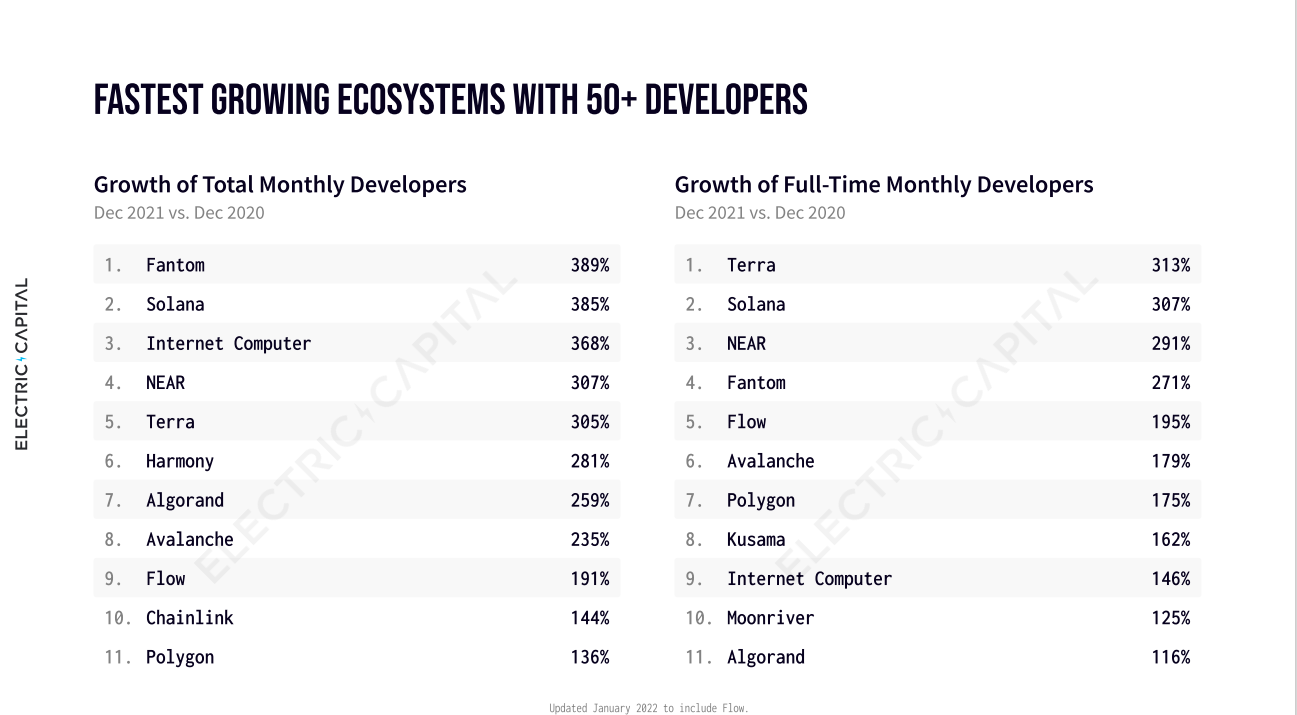 FASTEST GROWING ECOSYSTEMS WITH 50+ DEVELOPERS
Growth of Total Monthly Developers
Dec 2021 vs. Dec 2020
1. Fantom 389%
2. Solana 385%
3. Internet Computer 368%
4. NEAR 307%
5. Terra 305%
6. Harmony 281%
7. Algorand 259%
8. Avalanche 235%
9. Flow 191%
10. Chainlink 144%
11. Polygon 136%
ELECTRIC CAPITAL
Growth of Full-Time Monthly Developers
Dec 2021 vs. Dec 2020
1. Terra 313%
2. Solana 307%
3. NEAR 291%
4. Fantom 271%
5. Flow 195%
6. Avalanche 179%
7. Polygon 175%
8. Kusama 162%
9. Internet Computer 146%
10. Moonriver 125%
11. Algorand 116%
ELECTRIC CAPITAL
ELECTRIC CAPITAL
Updated January 2022 to include Flow.